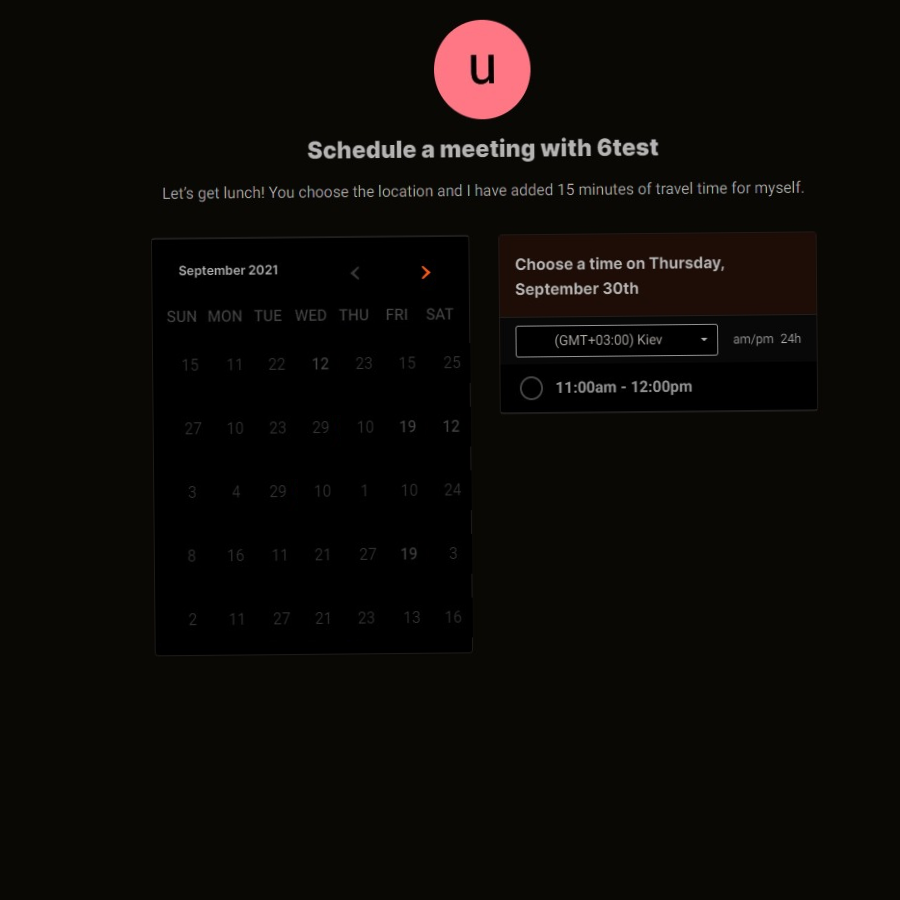 u
Schedule a meeting with 6test
Let's get lunch! You choose the location and I have added 15 minutes of travel time for myself.
September 2021
SUN MON TUE WED THU FRI SAT
15 11 22 12 23 15 25
27 10 23 29 10 19 12
3 4 29 10 1 10 24
8 16 11 21 27 19 3
2 11 27 21 23 13 16
Choose a time on Thursday,
September 30th
(GMT+03:00) Kiev am/pm 24h
11:00am - 12:00pm